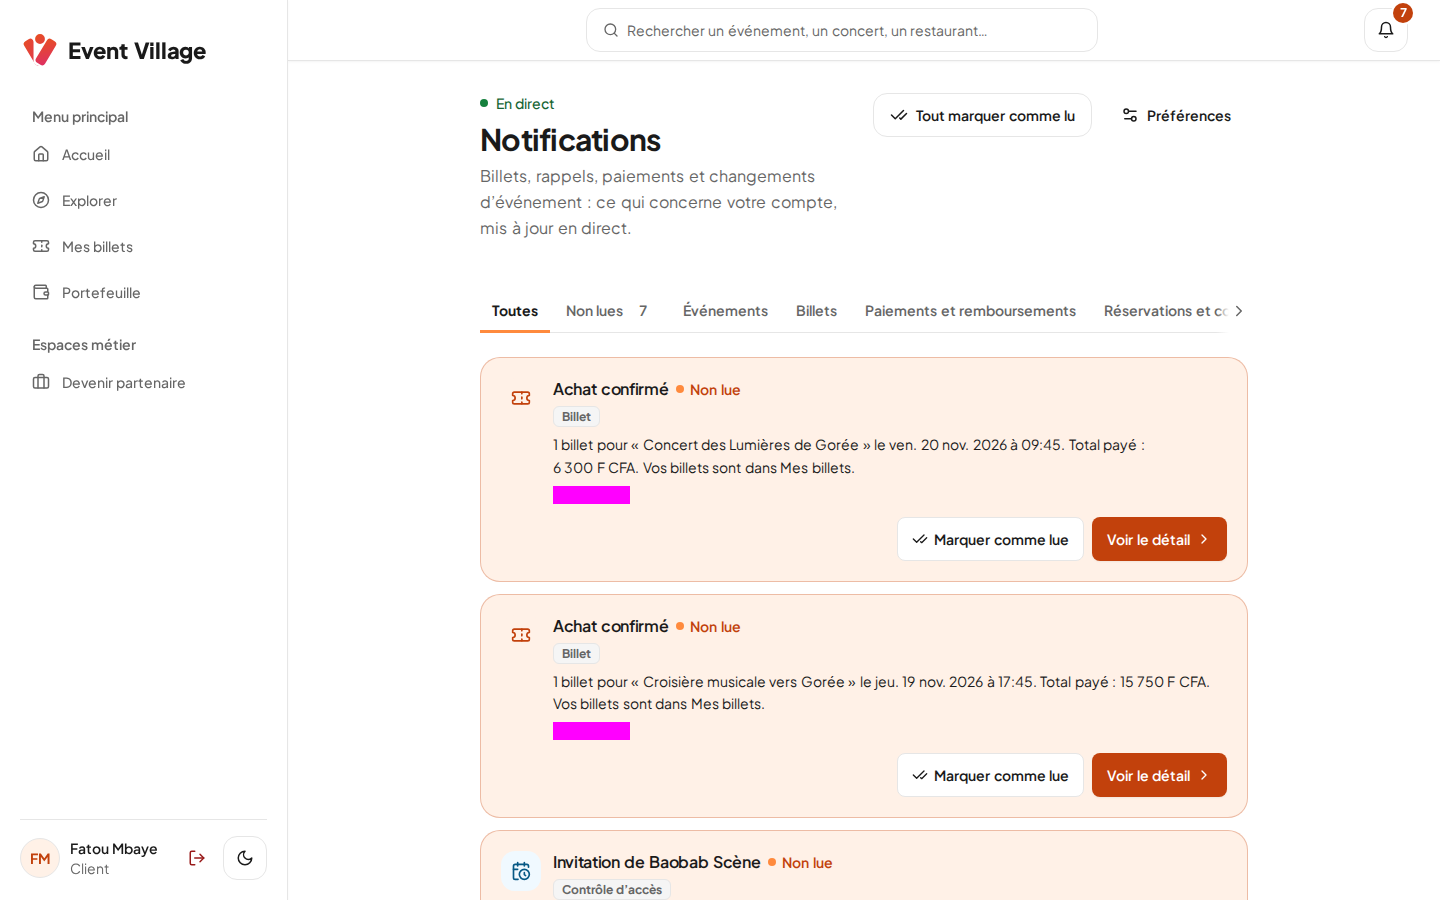 Event Village
Rechercher un événement, un concert, un restaurant...
7
Menu principal
Accueil
Explorer
Mes billets
Portefeuille
Espaces métier
Devenir partenaire
FM
Fatou Mbaye
Client
En direct
Notifications
Billets, rappels, paiements et changements
d’événement : ce qui concerne votre compte,
mis à jour en direct.
Tout marquer comme lu
Préférences
Toutes
Non lues 7
Événements
Billets
Paiements et remboursements
Réservations et co
Achat confirmé
Non lue
Billet
1 billet pour « Concert des Lumières de Gorée » le ven. 20 nov. 2026 à 09:45. Total payé :
6 300 F CFA. Vos billets sont dans Mes billets.
Marquer comme lue
Voir le détail
Achat confirmé
Non lue
Billet
1 billet pour « Croisière musicale vers Gorée » le jeu. 19 nov. 2026 à 17:45. Total payé : 15 750 F CFA.
Vos billets sont dans Mes billets.
Marquer comme lue
Voir le détail
Invitation de Baobab Scène
Non lue
Contrôle d’accès